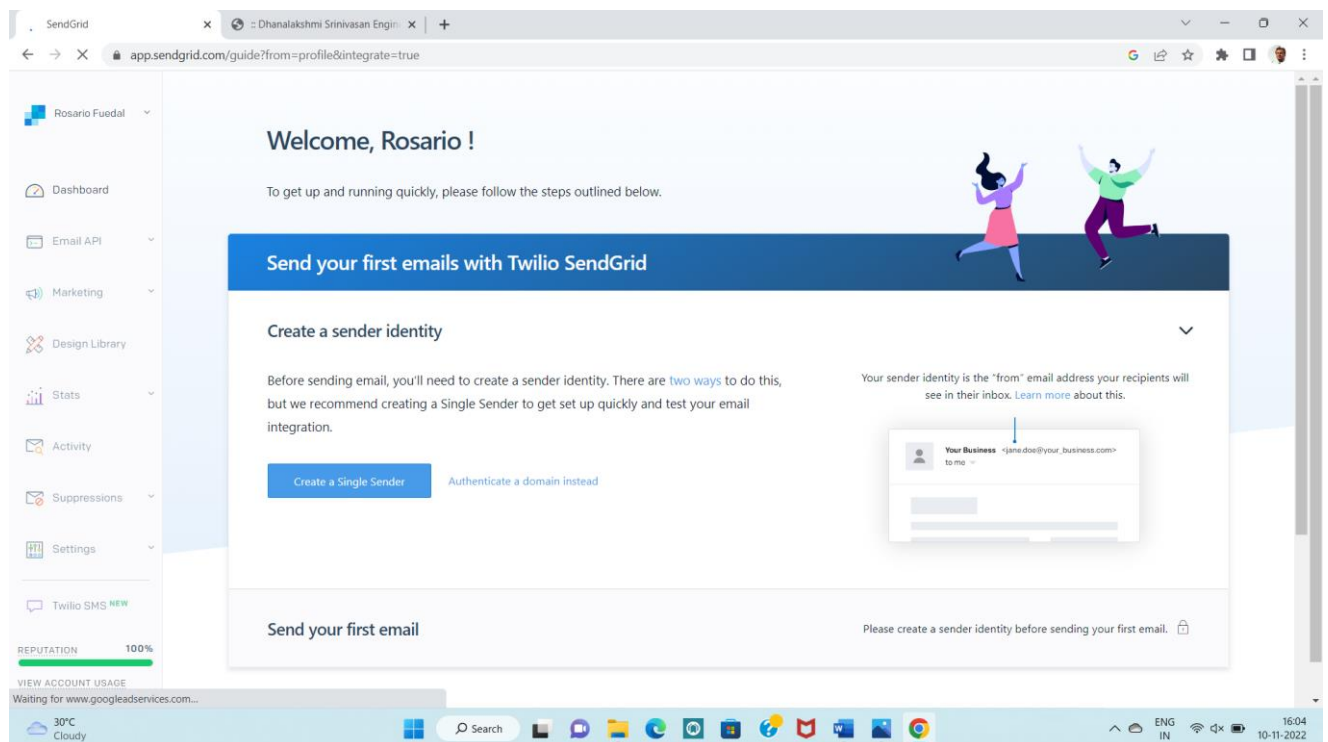 SendGrid
:: Dhanalakshmi Srinivasan Engin
app.sendgrid.com/guide?from=profile&integrate=true
Rosario Fuedal
Dashboard
Email API
Marketing
Design Library
Stats
Activity
Suppressions
Settings
Twilio SMS NEW
REPUTATION 100%
VIEW ACCOUNT USAGE
Waiting for www.googleadservices.com...
Welcome, Rosario !
To get up and running quickly, please follow the steps outlined below.
Send your first emails with Twilio SendGrid
Create a sender identity
Before sending email, you'll need to create a sender identity. There are two ways to do this,
but we recommend creating a Single Sender to get set up quickly and test your email
integration.
Create a Single Sender
Authenticate a domain instead
Your sender identity is the "from" email address your recipients will
see in their inbox. Learn more about this.
Your Business <jane.doe@your_business.com>
to me
Send your first email
Please create a sender identity before sending your first email.
30°C
Cloudy
Search
ENG
IN
16:04
10-11-2022